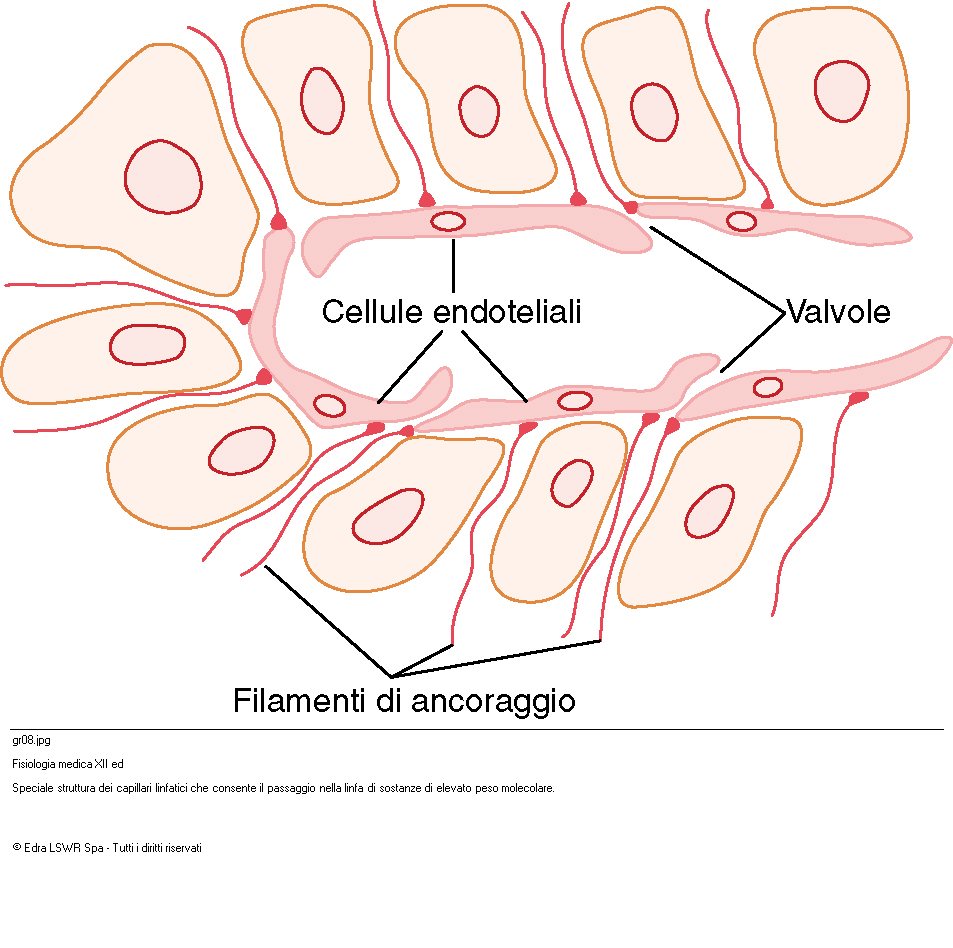 Cellule endoteliali
Valvole
Filamenti di ancoraggio
gr08.jpg
Fisiologia medica XII ed
Speciale struttura dei capillari linfatici che consente il passaggio nella linfa di sostanze di elevato peso molecolare.
© Edra LSWR Spa - Tutti i diritti riservati